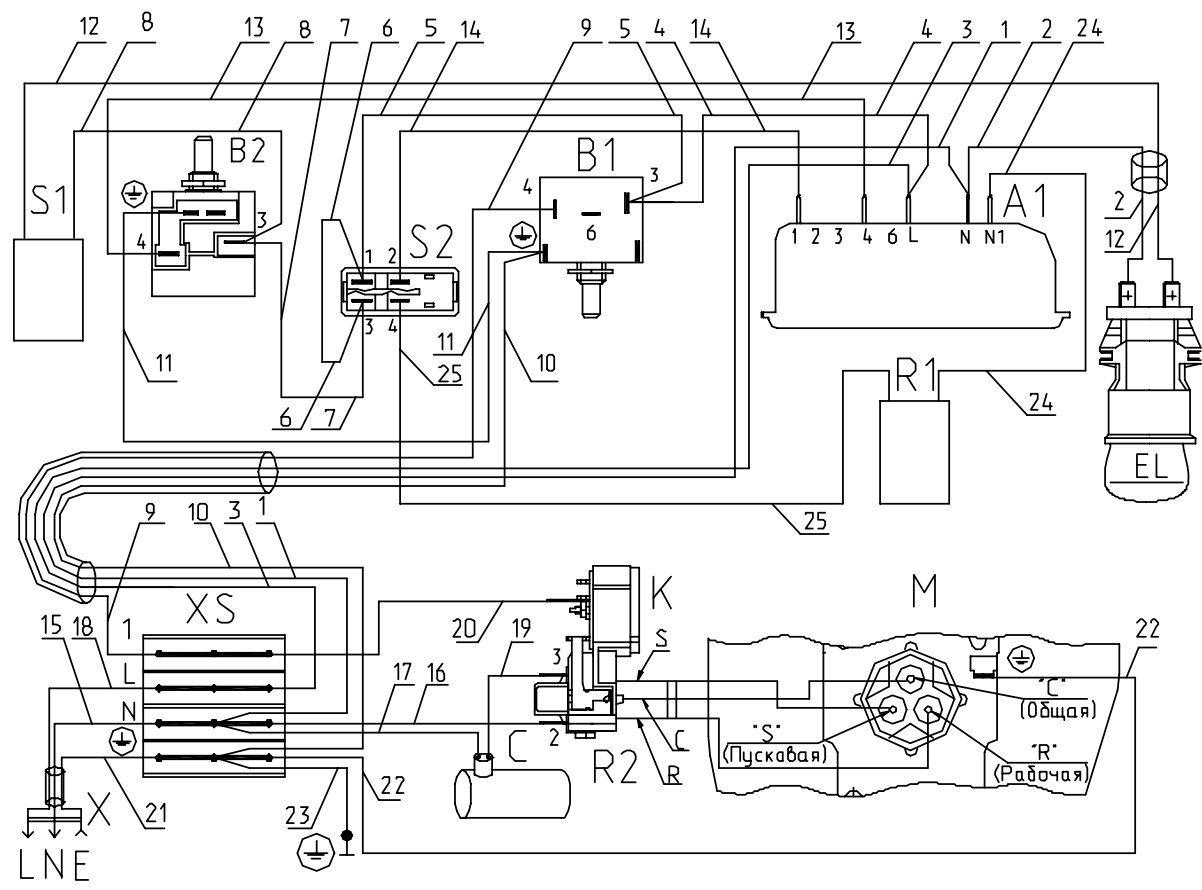 12 8 13 8 7 6 5 14 9 5 4 14 13 4 3 1 2 24
B2 B1
S1
4 3
3
S2 A1
4 3
6
1 2
1 2 3 4 6 L N N1
2
12
3 4
11 11 10
25 R1
6 7 24
EL
25
9 10 3 1
XS K M
15 18 1 20 19 S 22
L 3
17 16
"C"
(Общая)
N "S"
(Пусковая)
2 C
C
R2 R
"R"
(Рабочая)
X 21 23 22
LNE